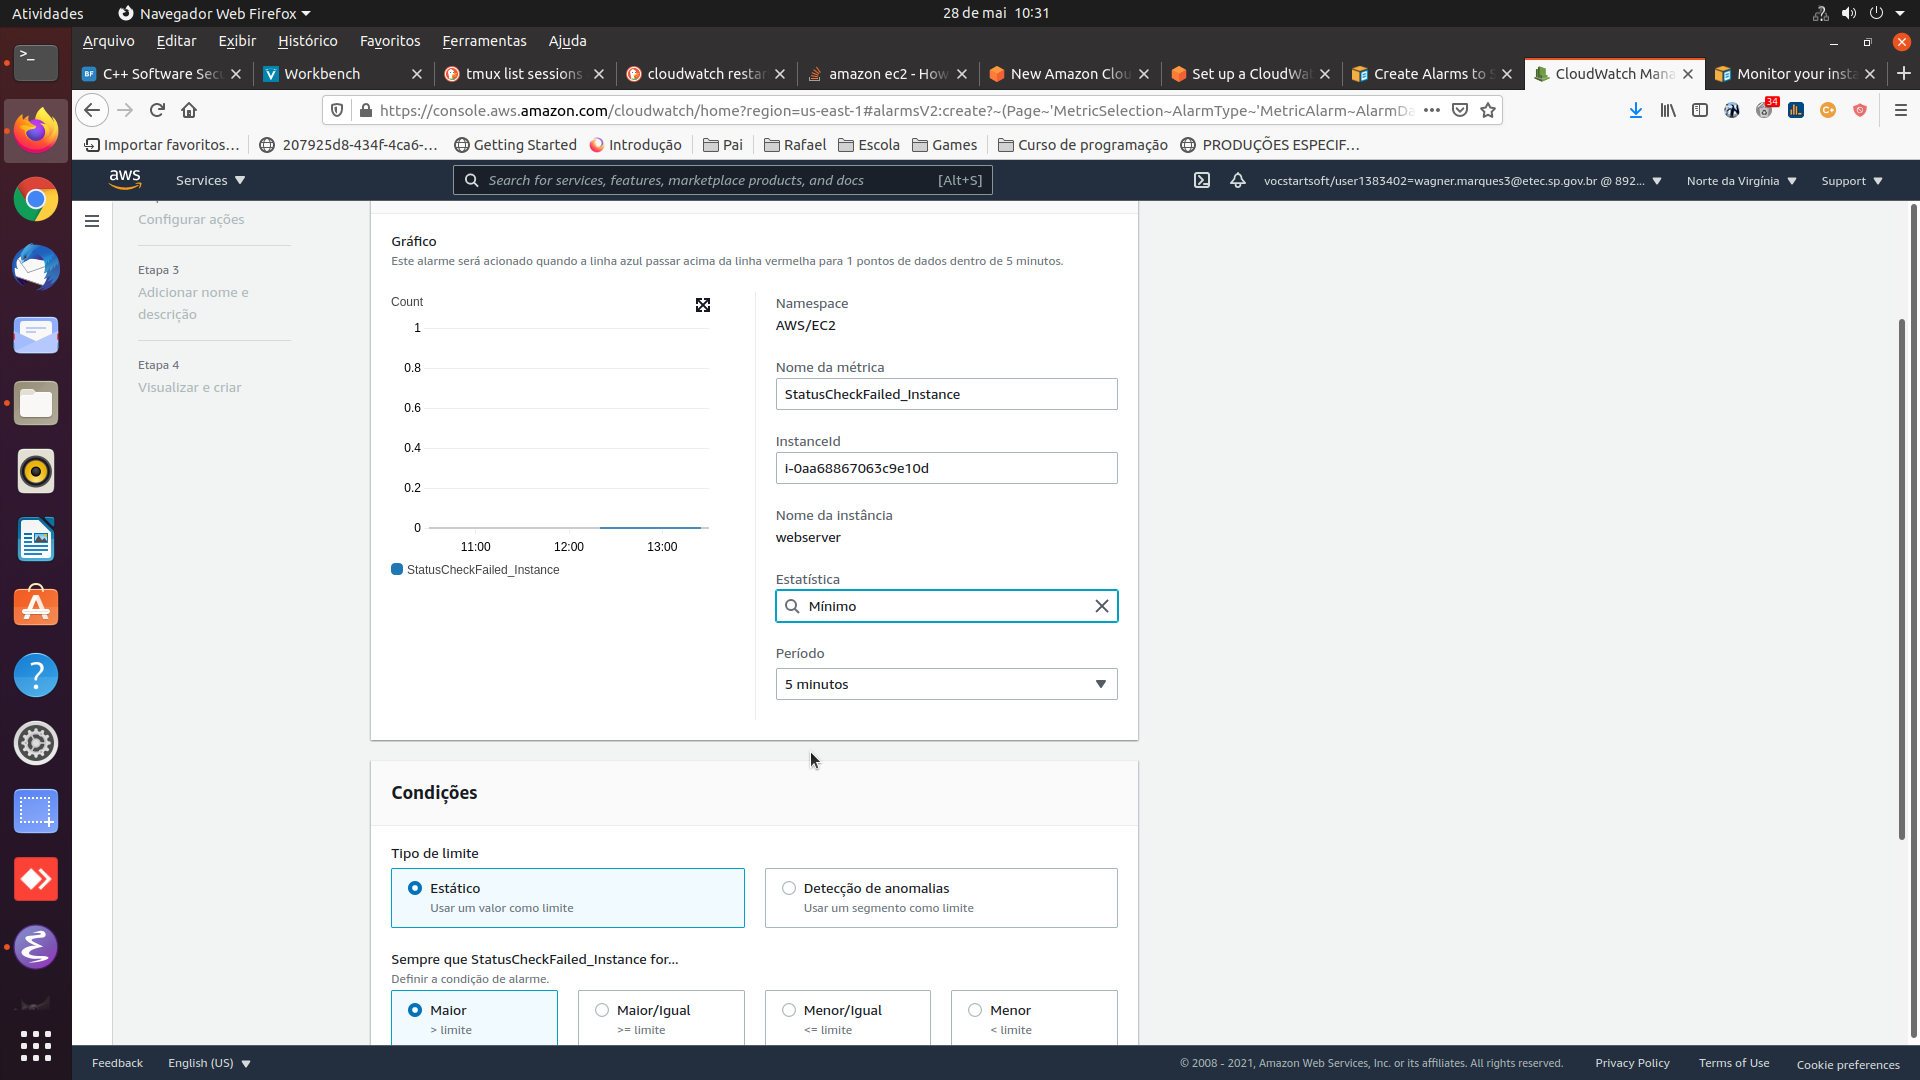 Atividades
Navegador Web Firefox
28 de mai 10:31
Arquivo
Editar
Exibir
Histórico
Favoritos
Ferramentas
Ajuda
C++ Software Sec
Workbench
tmux list sessions
cloudwatch restar
amazon ec2 - How
New Amazon Clou
Set up a CloudWat
Create Alarms to S
CloudWatch Mana
Monitor your insta
https://console.aws.amazon.com/cloudwatch/home?region=us-east-1#alarmsV2:create?~(Page~'MetricSelection~AlarmType~'MetricAlarm~AlarmDa
34
Importar favoritos...
207925d8-434f-4ca6-...
Getting Started
Introdução
Pai
Rafael
Escola
Games
Curso de programação
PRODUÇÕES ESPECIF...
aws
Services
Search for services, features, marketplace products, and docs
[Alt+S]
vocstartsoft/user1383402=wagner.marques3@etec.sp.gov.br @ 892...
Norte da Virgínia
Support
Configurar ações
Etapa 3
Adicionar nome e
descrição
Etapa 4
Visualizar e criar
Gráfico
Este alarme será acionado quando a linha azul passar acima da linha vermelha para 1 pontos de dados dentro de 5 minutos.
Count
1
0.8
0.6
0.4
0.2
0
11:00
12:00
13:00
StatusCheckFailed_Instance
Namespace
AWS/EC2
Nome da métrica
StatusCheckFailed_Instance
InstanceId
i-0aa68867063c9e10d
Nome da instância
webserver
Estatística
Mínimo
Período
5 minutos
Condições
Tipo de limite
Estático
Usar um valor como limite
Detecção de anomalias
Usar um segmento como limite
Sempre que StatusCheckFailed_Instance for...
Definir a condição de alarme.
Maior
> limite
Maior/Igual
>= limite
Menor/Igual
<= limite
Menor
< limite
Feedback
English (US)
© 2008 - 2021, Amazon Web Services, Inc. or its affiliates. All rights reserved.
Privacy Policy
Terms of Use
Cookie preferences